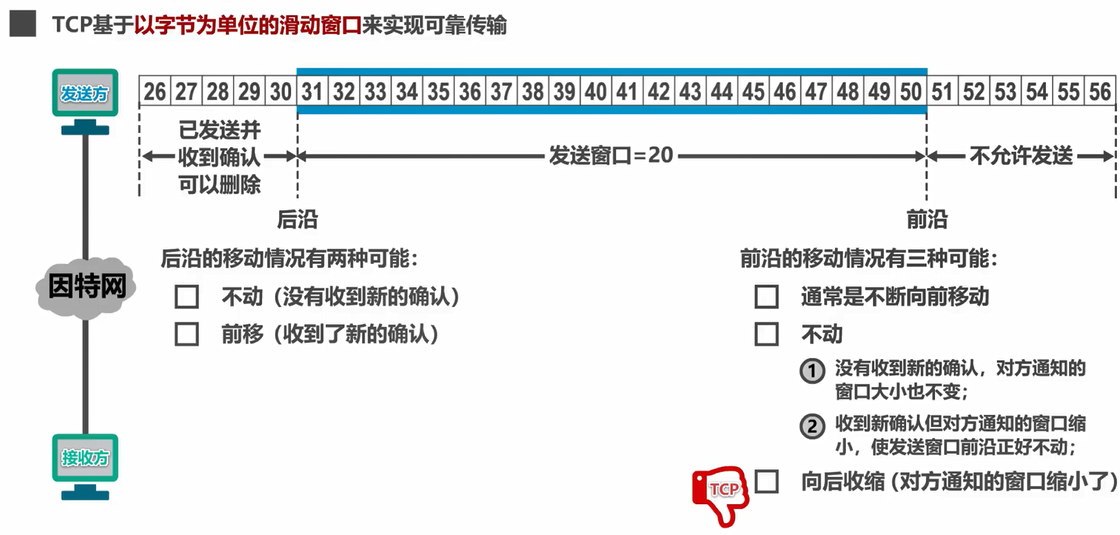 TCP基于以字节为单位的滑动窗口来实现可靠传输
发送方
26 27 28 29 30 31 32 33 34 35 36 37 38 39 40 41 42 43 44 45 46 47 48 49 50 51 52 53 54 55 56
已发送并
收到确认
可以删除
发送窗口=20
不允许发送
后沿
前沿
因特网
后沿的移动情况有两种可能：
不动（没有收到新的确认）
前移（收到了新的确认）
前沿的移动情况有三种可能：
通常是不断向前移动
不动
1 没有收到新的确认，对方通知的
窗口大小也不变；
2 收到新确认但对方通知的窗口缩
小，使发送窗口前沿正好不动；
TCP
向后收缩（对方通知的窗口缩小了）
接收方